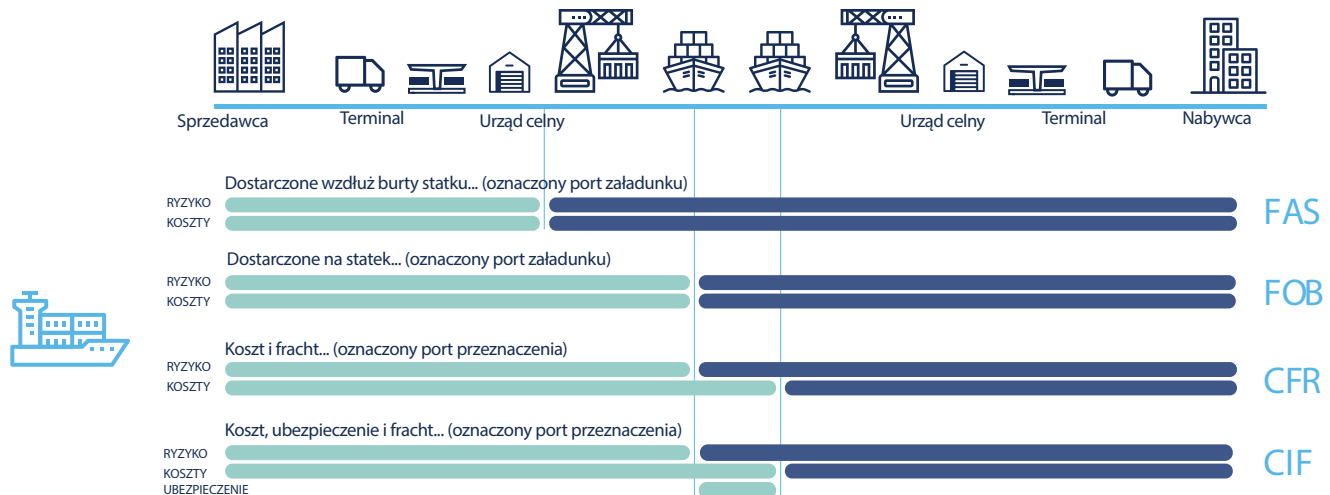 Sprzedawca
Terminal
Urząd celny
Urząd celny
Terminal
Nabywca
Dostarczone wzdłuż burty statku... (oznaczony port załadunku)
RYZYKO
KOSZTY
FAS
Dostarczone na statek... (oznaczony port załadunku)
RYZYKO
KOSZTY
FOB
Koszt i fracht... (oznaczony port przeznaczenia)
RYZYKO
KOSZTY
CFR
Koszt, ubezpieczenie i fracht... (oznaczony port przeznaczenia)
RYZYKO
KOSZTY
UBEZPIECZENIE
CIF